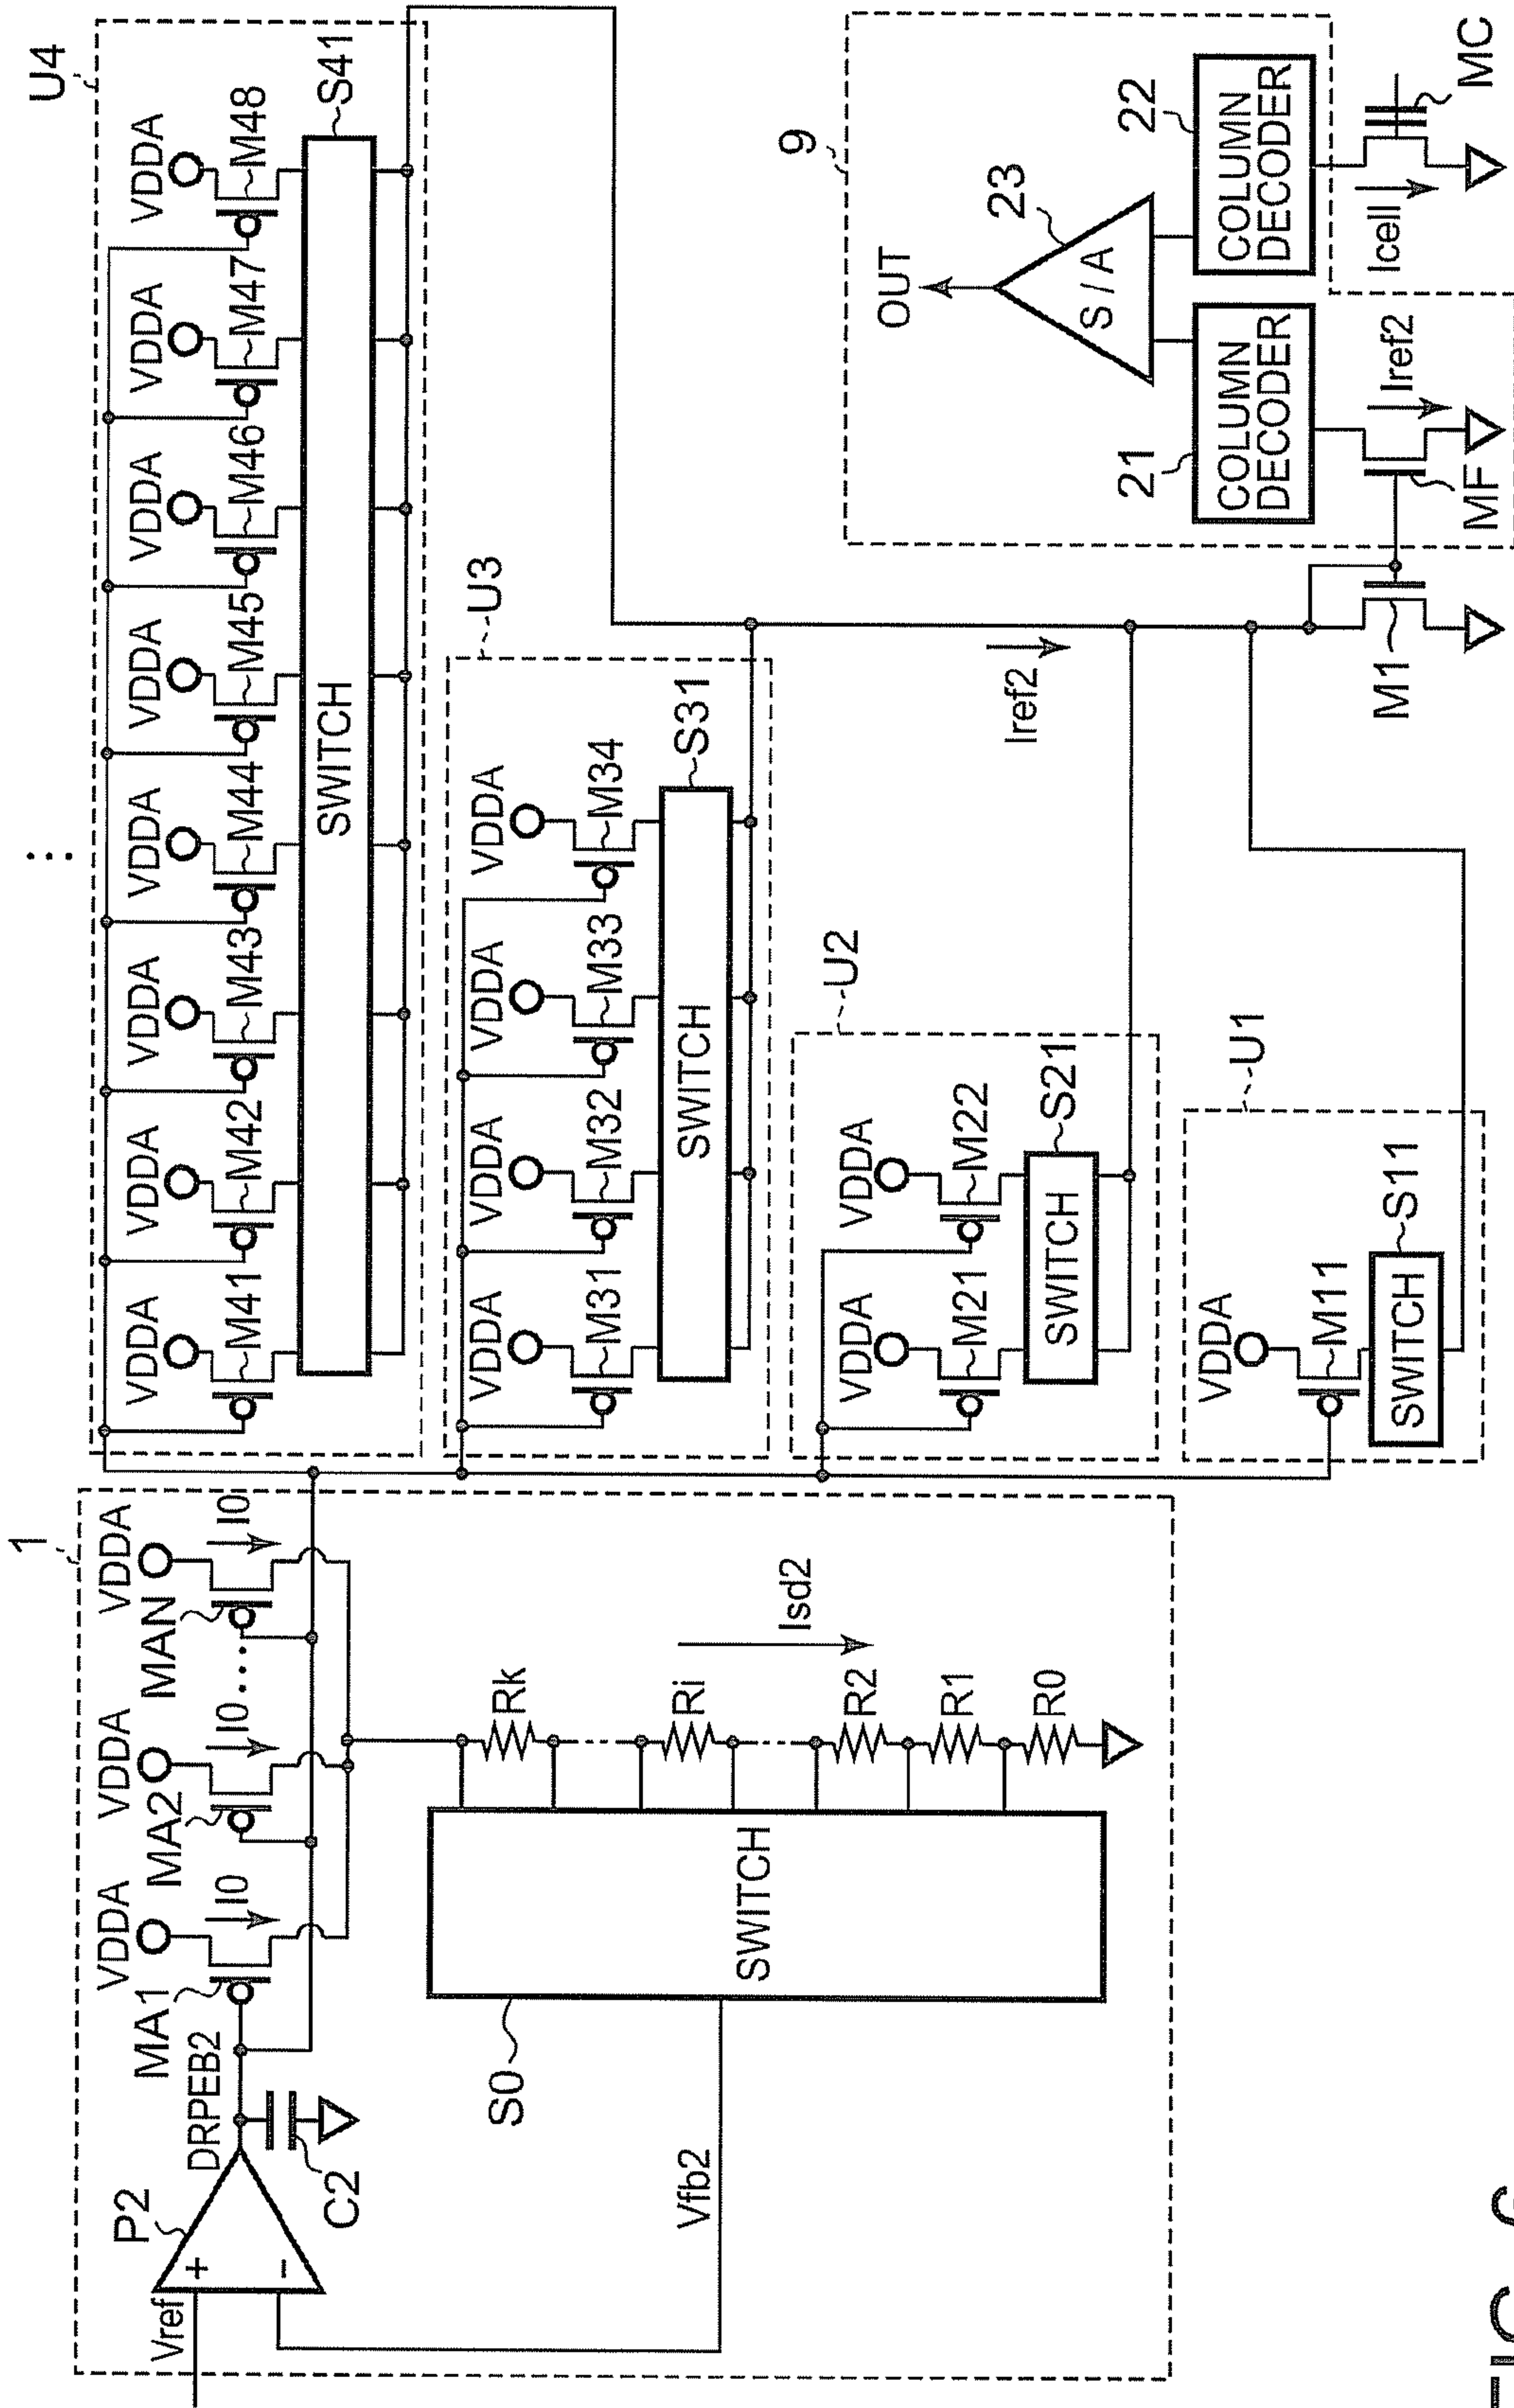 1
VDDA
VDDA
VDDA
MA1
MA2
MAN
I0
I0
I0
P2
Vref
+
-
DRPEB2
C2
Vfb2
S0
SWITCH
Rk
Ri
R2
R1
R0
Isd2
U4
VDDA
VDDA
VDDA
VDDA
VDDA
VDDA
VDDA
VDDA
M41
M42
M43
M44
M45
M46
M47
M48
SWITCH
S41
U3
VDDA
VDDA
VDDA
VDDA
M31
M32
M33
M34
SWITCH
S31
U2
VDDA
VDDA
M21
M22
SWITCH
S21
U1
VDDA
M11
SWITCH
S11
Iref2
M1
9
OUT
23
S / A
21
COLUMN
DECODER
22
COLUMN
DECODER
Iref2
Icell
MF
MC